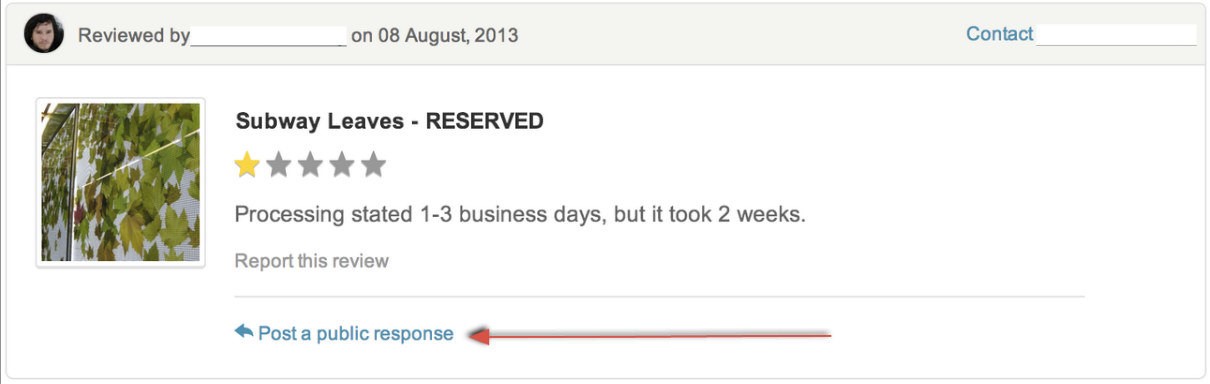 Reviewed by on 08 August, 2013
Contact
Subway Leaves - RESERVED
Processing stated 1-3 business days, but it took 2 weeks.
Report this review
Post a public response